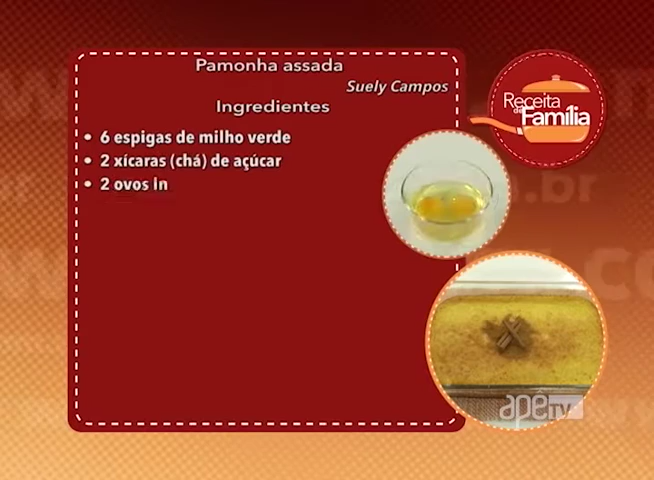 Pamonha assada
Suely Campos
Ingredientes
• 6 espigas de milho verde
• 2 xícaras (chá) de açúcar
• 2 ovos in
Receita
de Família
apêTV